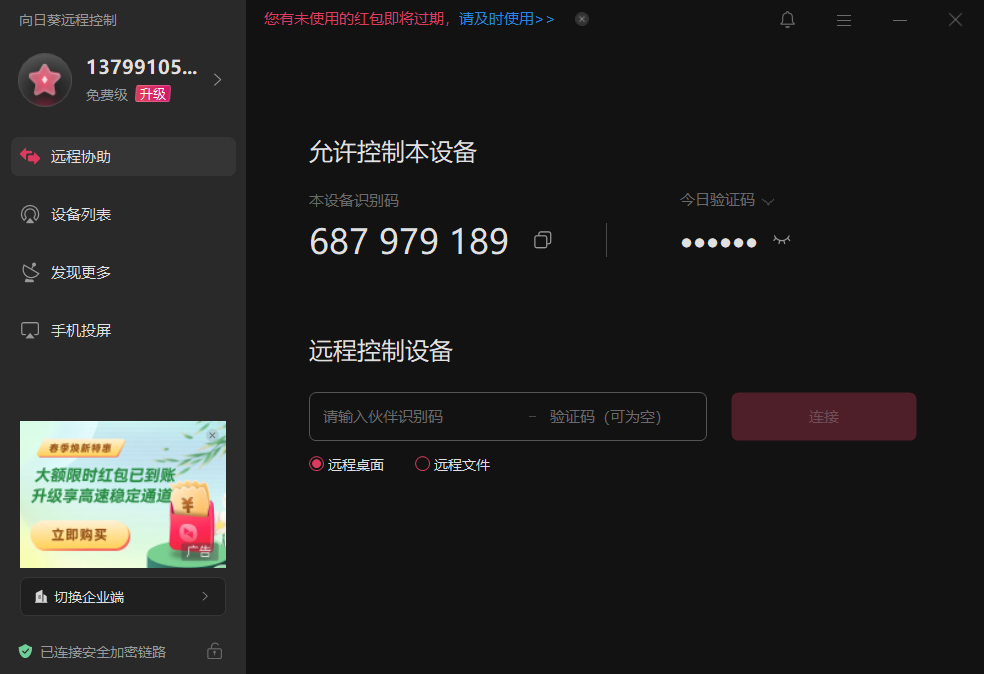 向日葵远程控制
您有未使用的红包即将过期，请及时使用>>
13799105...
免费级 升级
远程协助
设备列表
发现更多
手机投屏
春季焕新特惠
大额限时红包已到账
升级享高速稳定通道
¥
立即购买
广告
切换企业端
已连接安全加密链路
允许控制本设备
本设备识别码
687 979 189
今日验证码
●●●●●●
远程控制设备
请输入伙伴识别码 – 验证码（可为空）
连接
远程桌面 远程文件